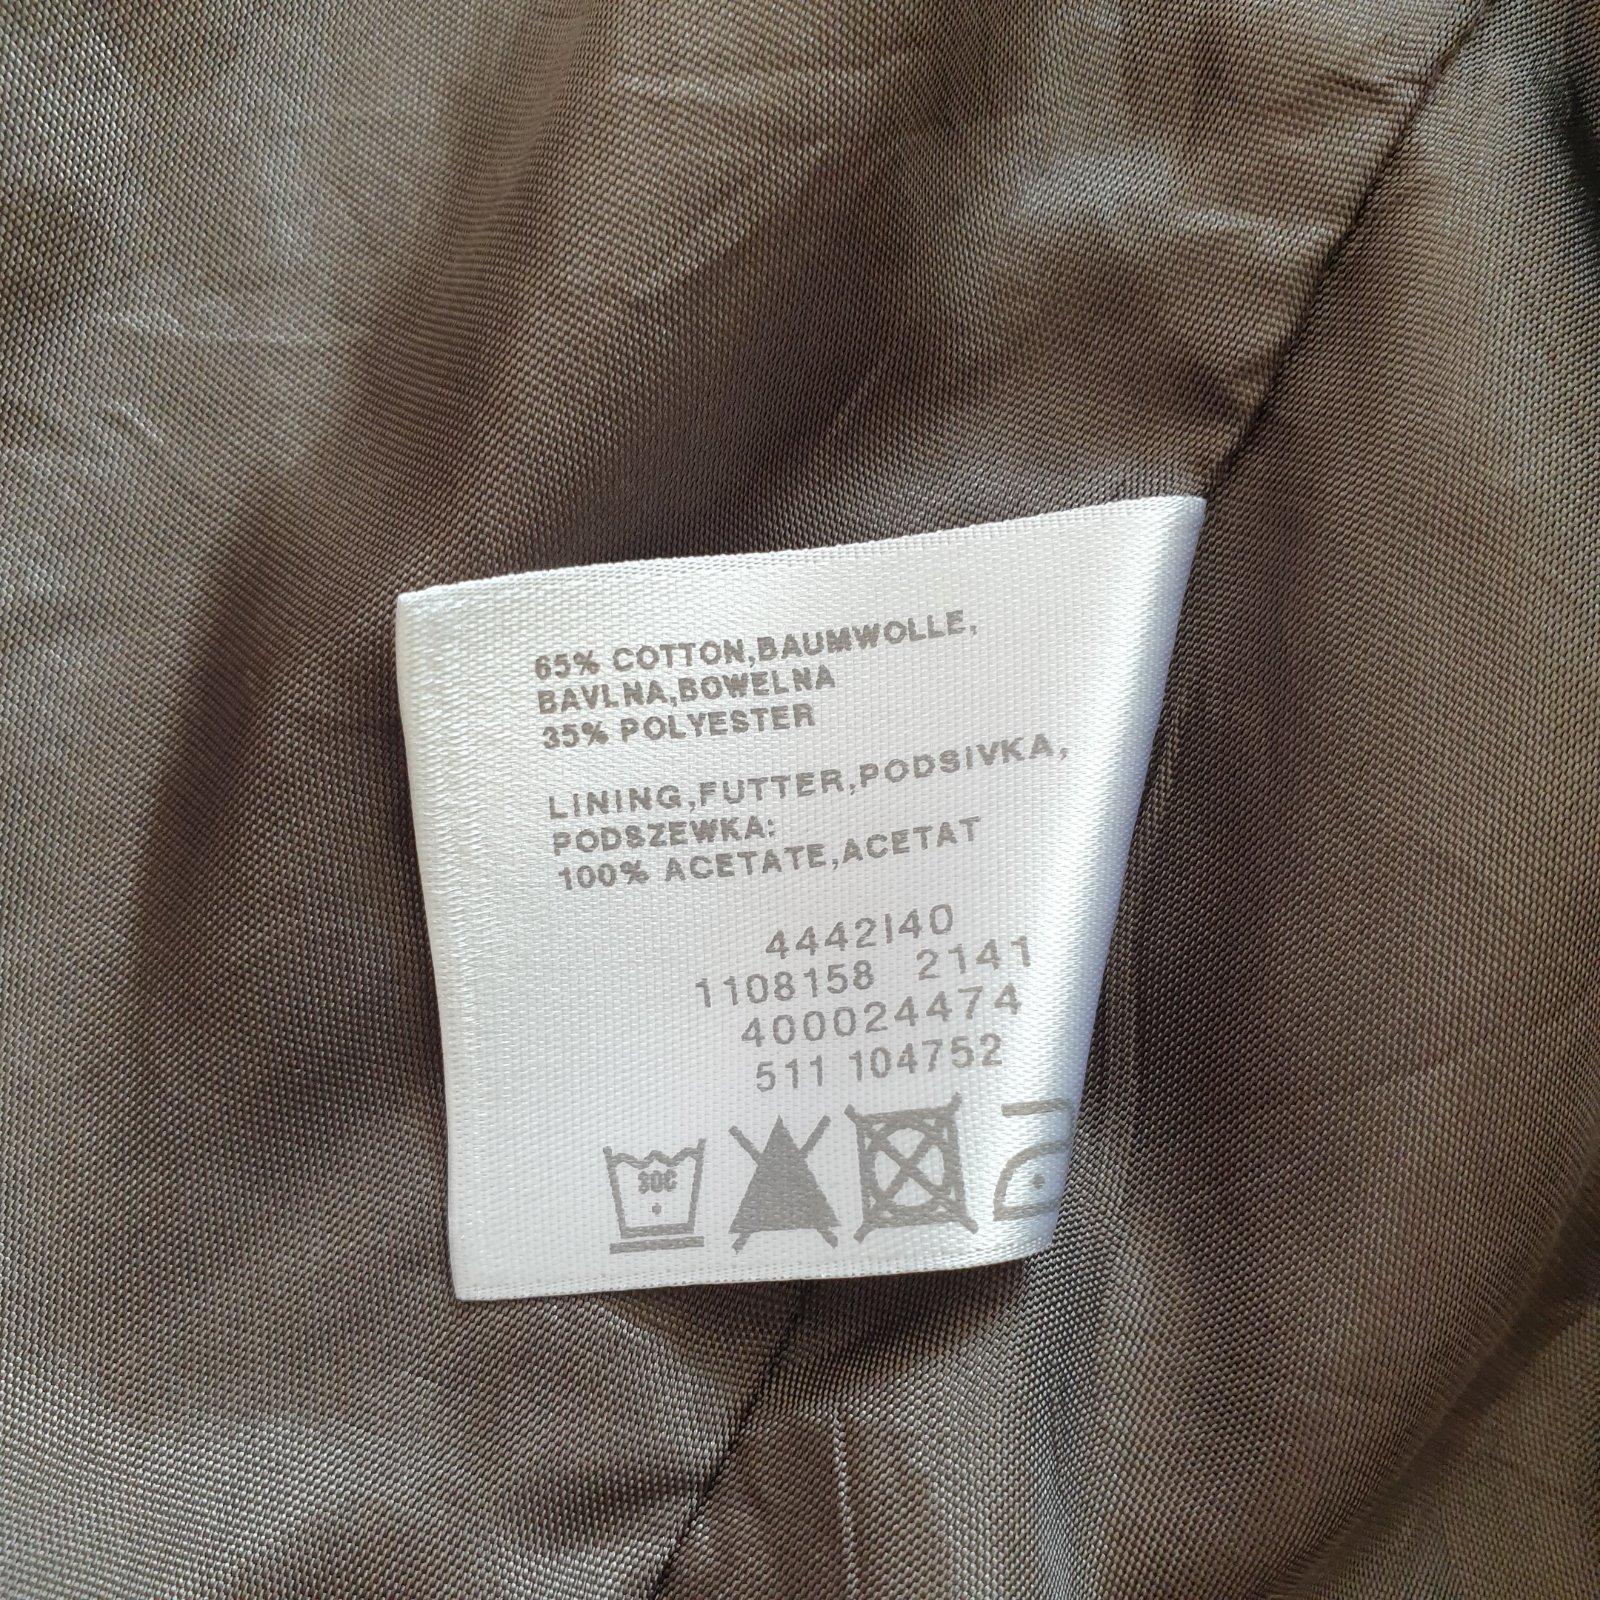 65% COTTON,BAUMWOLLE,
BAVLNA,BOWELNA
35% POLYESTER
LINING,FUTTER,PODSIVKA,
PODSZEWKA:
100% ACETATE,ACETAT
4442140
1108158 2141
400024474
511 104752
30C